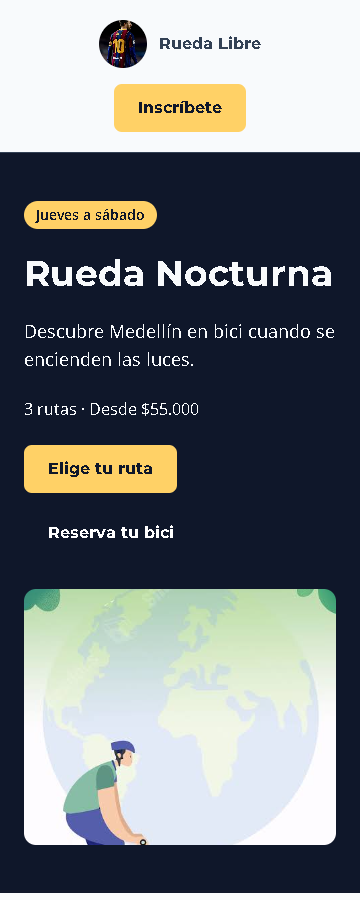 Rueda Libre
Inscríbete
Jueves a sábado
Rueda Nocturna
Descubre Medellín en bici cuando se
encienden las luces.
3 rutas · Desde $55.000
Elige tu ruta
Reserva tu bici